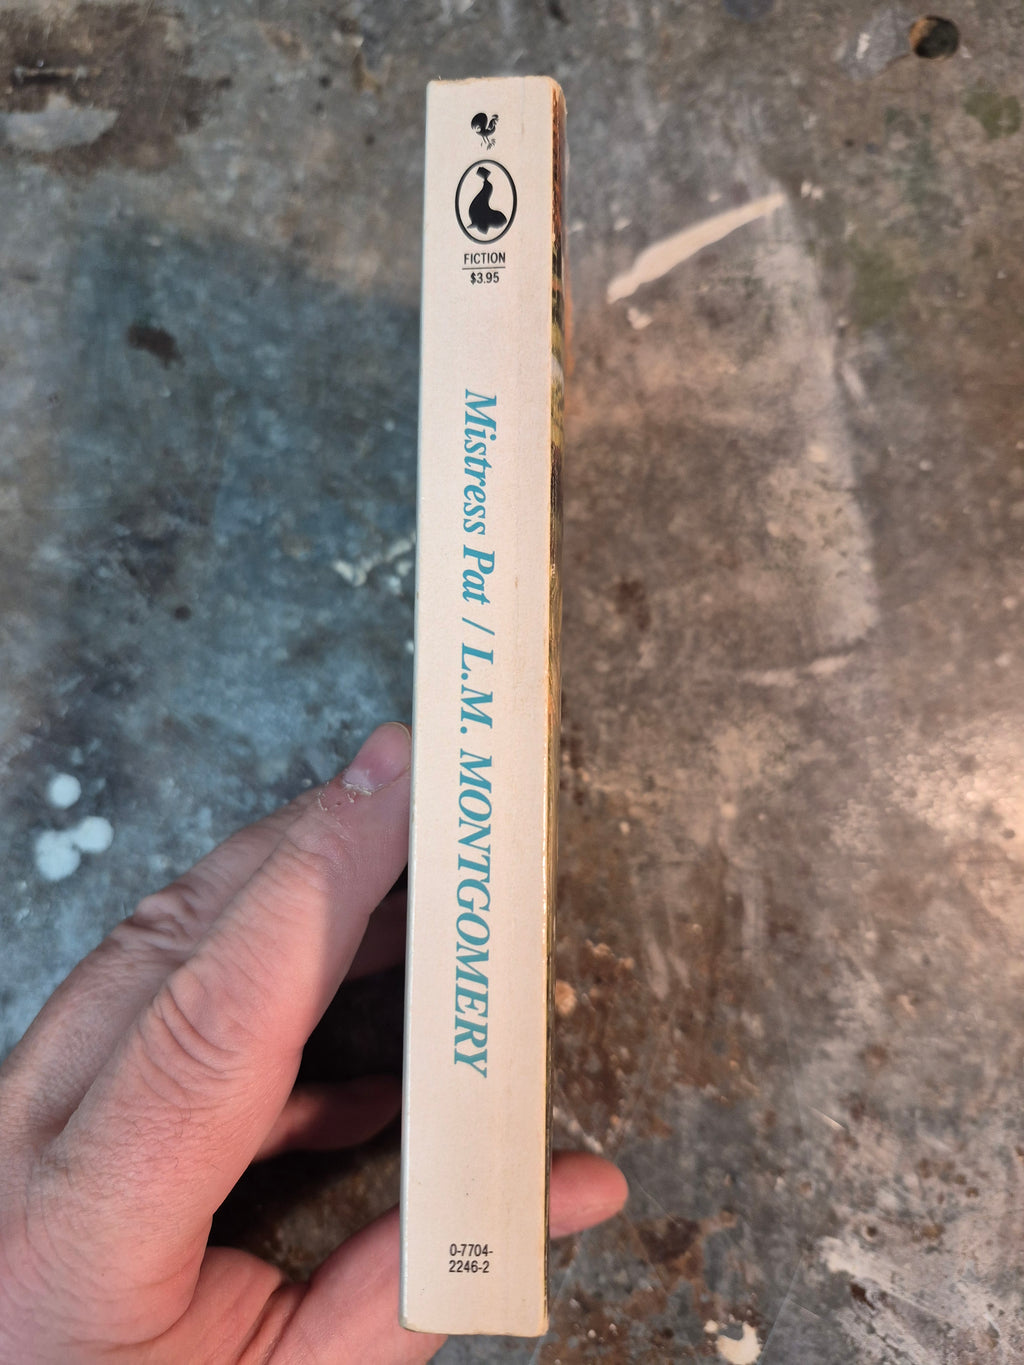 FICTION
$3.95
Mistress Pat / L.M. MONTGOMERY
0-7704-
2246-2